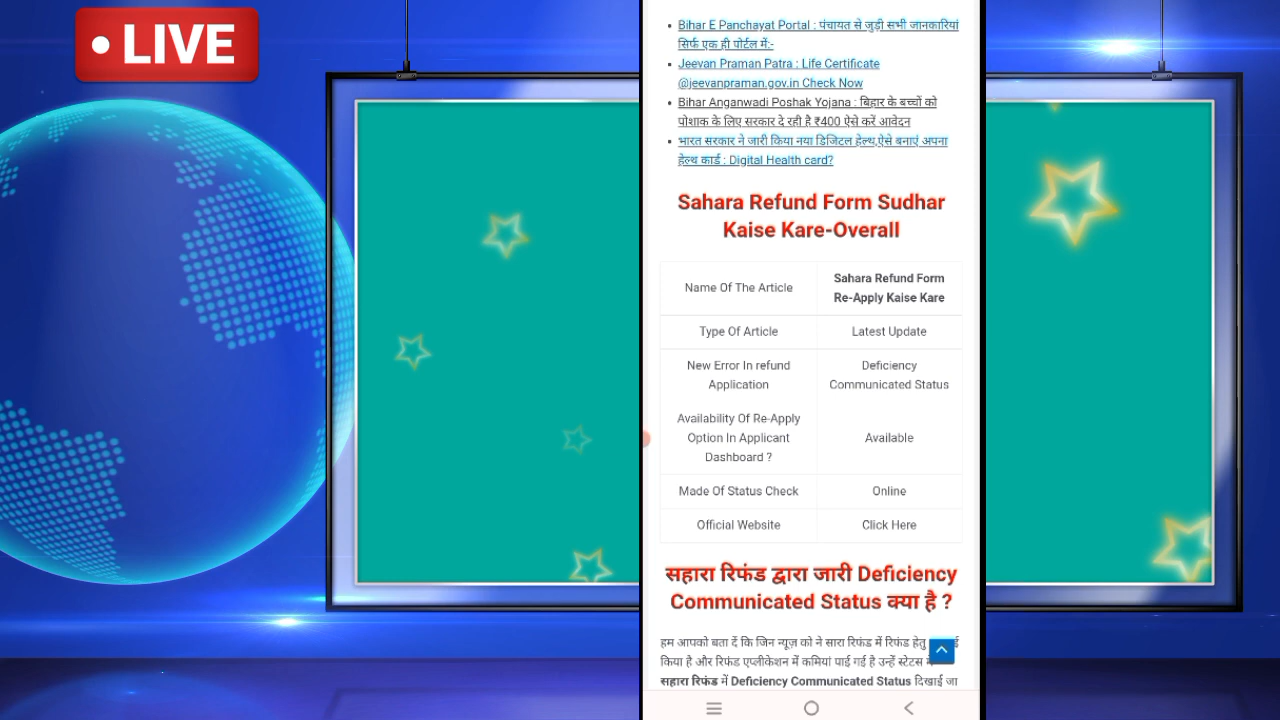 LIVE
Bihar E Panchayat Portal : पंचायत से जुड़ी सभी जानकारियां
सिर्फ एक ही पोर्टल में:-
Jeevan Praman Patra : Life Certificate
@jeevanpraman.gov.in Check Now
Bihar Anganwadi Poshak Yojana : बिहार के बच्चों को
पोशाक के लिए सरकार दे रही है ₹400 ऐसे करें आवेदन
भारत सरकार ने जारी किया नया डिजिटल हेल्थ,ऐसे बनाएं अपना
हेल्थ कार्ड : Digital Health card?
Sahara Refund Form Sudhar
Kaise Kare-Overall
Name Of The Article
Sahara Refund Form
Re-Apply Kaise Kare
Type Of Article
Latest Update
New Error In refund
Application
Deficiency
Communicated Status
Availability Of Re-Apply
Option In Applicant
Dashboard ?
Available
Made Of Status Check
Online
Official Website
Click Here
सहारा रिफंड द्वारा जारी Deficiency
Communicated Status क्या है ?
हम आपको बता दें कि जिन न्यूज़ को ने सारा रिफंड में रिफंड हेतु
किया है और रिफंड एप्लीकेशन में कमियां पाई गई है उन्हें स्टेटस में
सहारा रिफंड में Deficiency Communicated Status दिखाई जा